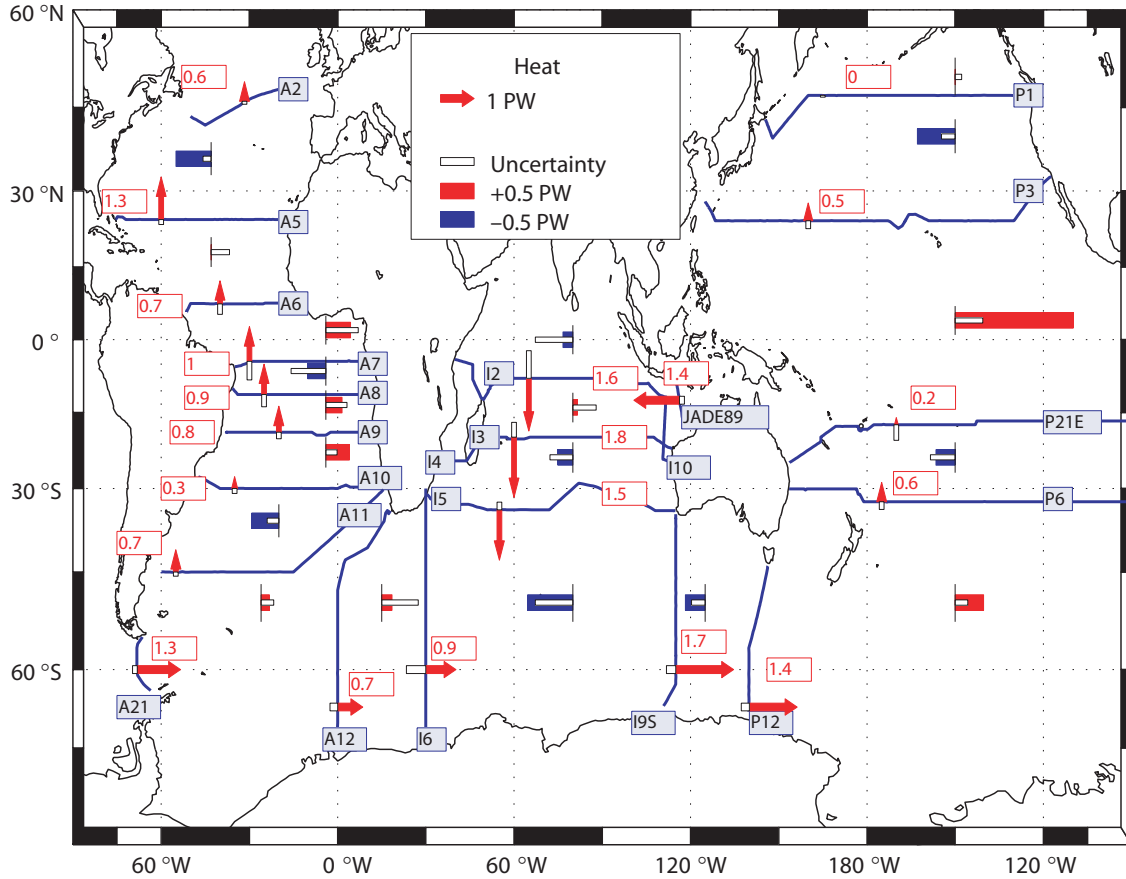 60 °N
Heat
1 PW
Uncertainty
+0.5 PW
–0.5 PW
0.6
A2
0
P1
30 °N
1.3
A5
0.5
P3
0.7
A6
0 °
1
A7
0.9
A8
0.8
A9
I2
1.6
1.4
JADE89
I3
1.8
I4
I10
0.2
P21E
30 °S
0.3
A10
A11
I5
1.5
0.6
P6
0.7
60 °S
1.3
A21
0.7
A12
0.9
I6
1.7
I9S
1.4
P12
60 °W
0 °W
60 °W
120 °W
180 °W
120 °W